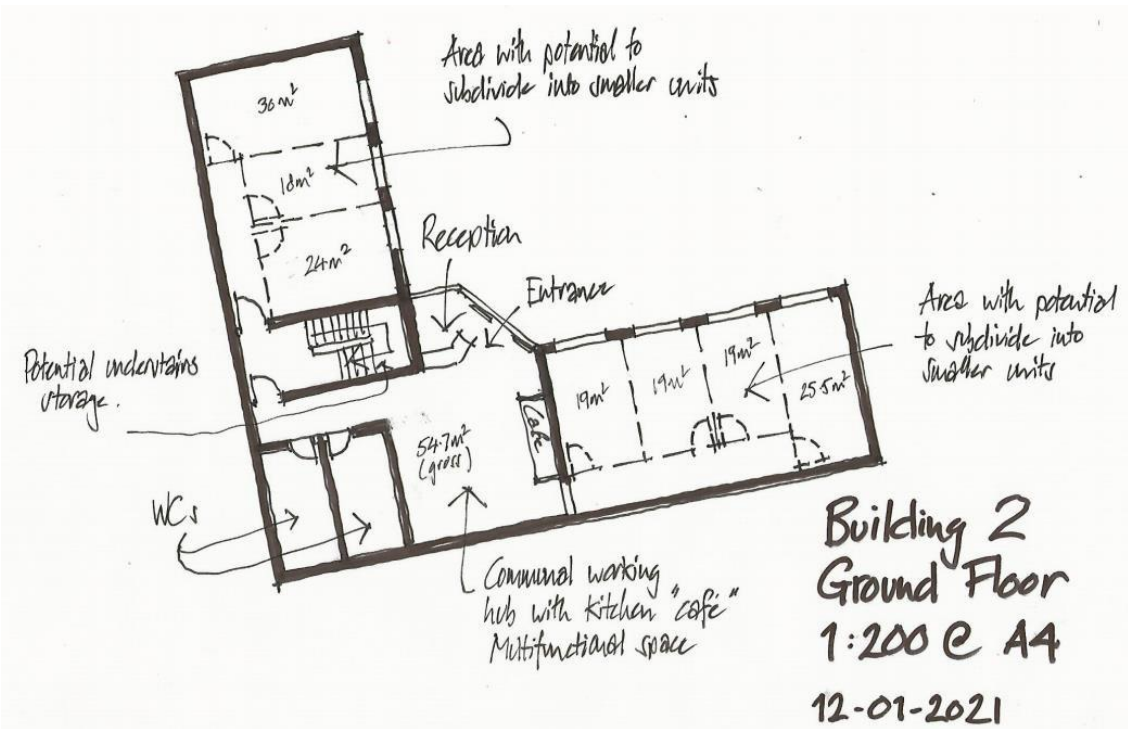 Area with potential to
subdivide into smaller units
30m²
18m²
24m²
Reception
Entrance
Potential understairs
storage.
WCs
54.7m²
(gross)
Café
19m²
19m²
19m²
25.5m²
Area with potential
to subdivide into
smaller units
Communal working
hub with kitchen "café"
Multifunctional space
Building 2
Ground Floor
1:200 @ A4
12-01-2021